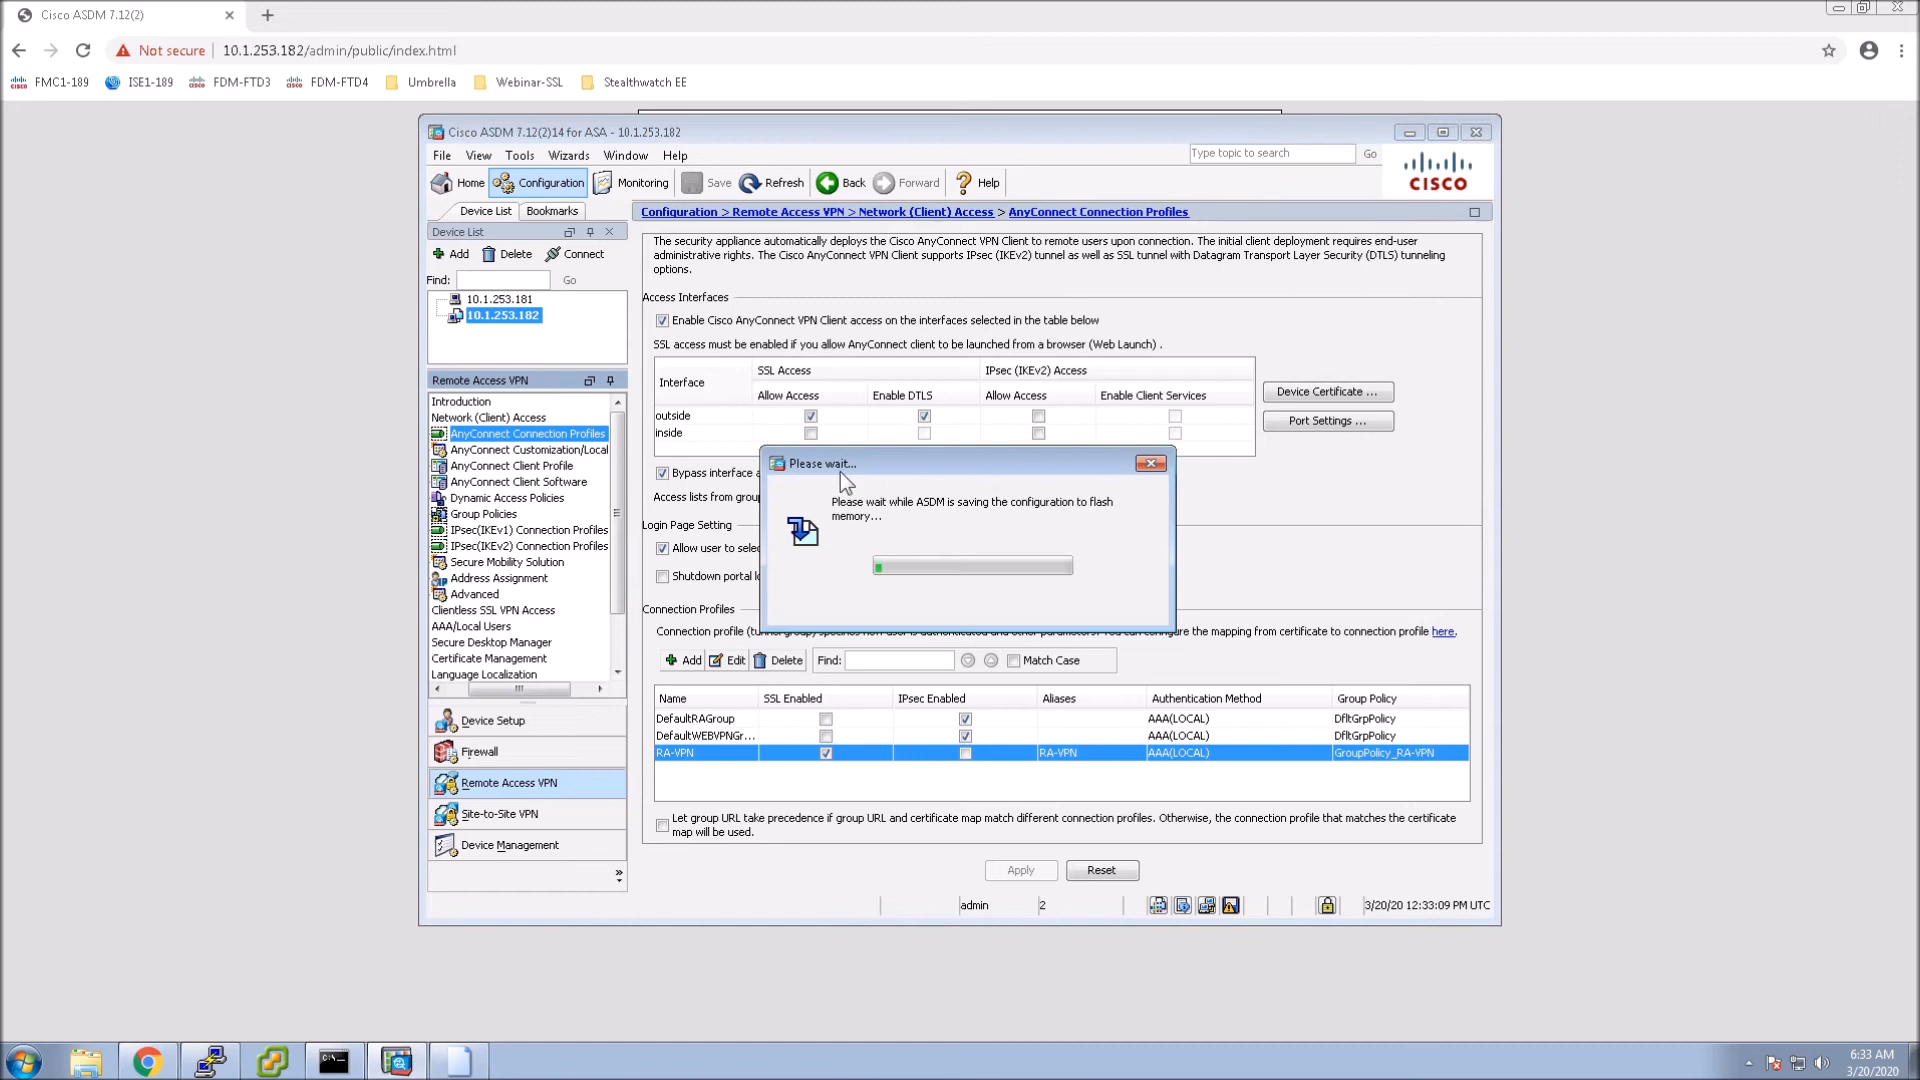 Cisco ASDM 7.12(2)
Not secure | 10.1.253.182/admin/public/index.html
FMC1-189 ISE1-189 FDM-FTD3 FDM-FTD4 Umbrella Webinar-SSL Stealthwatch EE
Cisco ASDM 7.12(2)14 for ASA - 10.1.253.182
File View Tools Wizards Window Help
Type topic to search Go
CISCO
Home Configuration Monitoring Save Refresh Back Forward Help
Device List Bookmarks
Configuration > Remote Access VPN > Network (Client) Access > AnyConnect Connection Profiles
Device List
Add Delete Connect
Find: Go
10.1.253.181
10.1.253.182
Remote Access VPN
Introduction
Network (Client) Access
AnyConnect Connection Profiles
AnyConnect Customization/Local
AnyConnect Client Profile
AnyConnect Client Software
Dynamic Access Policies
Group Policies
IPsec(IKEv1) Connection Profiles
IPsec(IKEv2) Connection Profiles
Secure Mobility Solution
Address Assignment
Advanced
Clientless SSL VPN Access
AAA/Local Users
Secure Desktop Manager
Certificate Management
Language Localization
Device Setup
Firewall
Remote Access VPN
Site-to-Site VPN
Device Management
The security appliance automatically deploys the Cisco AnyConnect VPN Client to remote users upon connection. The initial client deployment requires end-user
administrative rights. The Cisco AnyConnect VPN Client supports IPsec (IKEv2) tunnel as well as SSL tunnel with Datagram Transport Layer Security (DTLS) tunneling
options.
Access Interfaces
Enable Cisco AnyConnect VPN Client access on the interfaces selected in the table below
SSL access must be enabled if you allow AnyConnect client to be launched from a browser (Web Launch) .
Interface SSL Access IPsec (IKEv2) Access
Allow Access Enable DTLS Allow Access Enable Client Services
outside
inside
Device Certificate ...
Port Settings ...
Bypass interface a
Access lists from group
Login Page Setting
Allow user to selec
Shutdown portal lo
Please wait...
Please wait while ASDM is saving the configuration to flash
memory...
Connection Profiles
Connection profile (tunnel group) specifies how user is authenticated and other parameters. You can configure the mapping from certificate to connection profile here.
Add Edit Delete Find: Match Case
Name SSL Enabled IPsec Enabled Aliases Authentication Method Group Policy
DefaultRAGroup AAA(LOCAL) DfltGrpPolicy
DefaultWEBVPNGr... AAA(LOCAL) DfltGrpPolicy
RA-VPN RA-VPN AAA(LOCAL) GroupPolicy_RA-VPN
Let group URL take precedence if group URL and certificate map match different connection profiles. Otherwise, the connection profile that matches the certificate
map will be used.
Apply Reset
admin 2 3/20/20 12:33:09 PM UTC
6:33 AM
3/20/2020